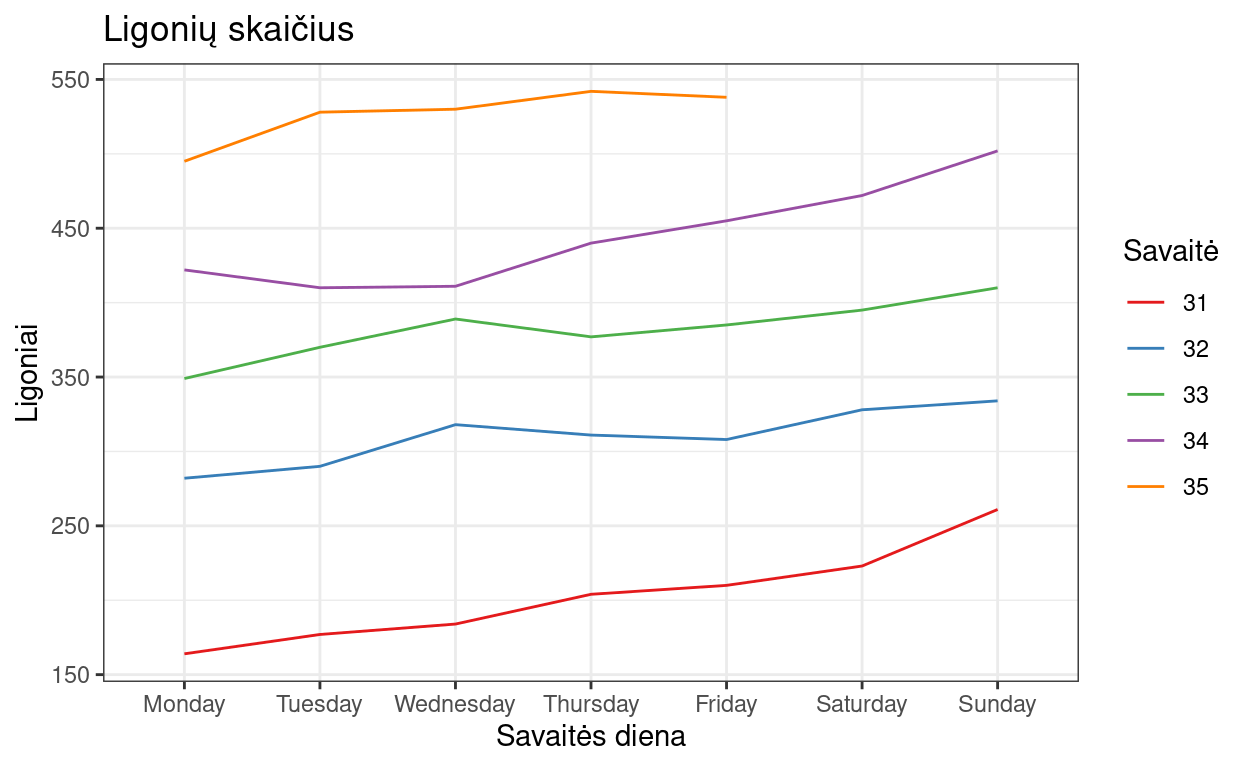 Ligonių skaičius
550
450
350
250
150
Ligoniai
Monday Tuesday Wednesday Thursday Friday Saturday Sunday
Savaitės diena
Savaitė
31
32
33
34
35